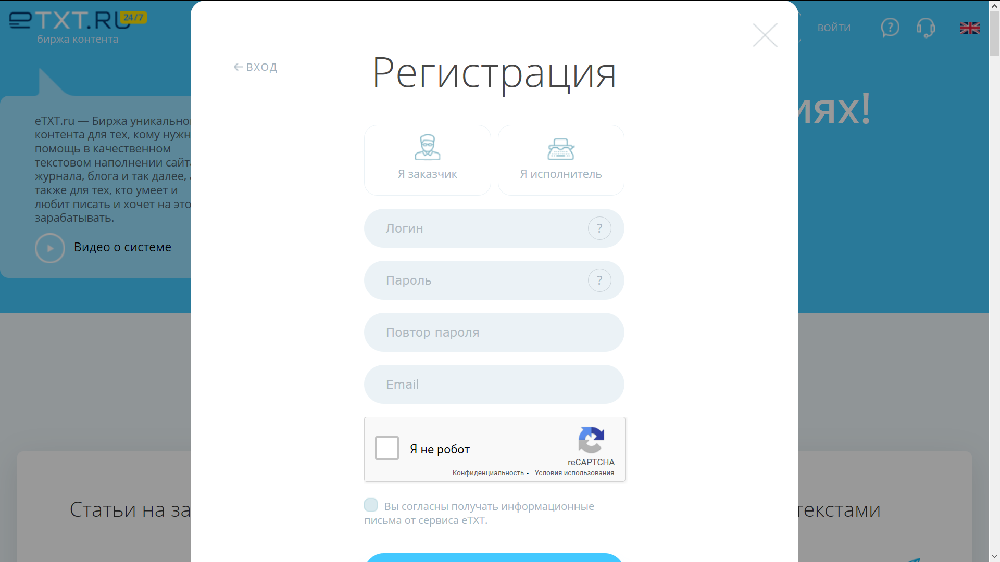 eTXT.RU 24/7
биржа контента
ВОЙТИ
?
ВХОД
Регистрация
иях!
eTXT.ru — Биржа уникально
контента для тех, кому нужн
помощь в качественном
текстовом наполнении сайт
журнала, блога и так далее,
также для тех, кто умеет и
любит писать и хочет на это
зарабатывать.
Видео о системе
Я заказчик
Я исполнитель
Логин
?
Пароль
?
Повтор пароля
Email
Я не робот
reCAPTCHA
Конфиденциальность - Условия использования
Вы согласны получать информационные
письма от сервиса eTXT.
Статьи на за
текстами